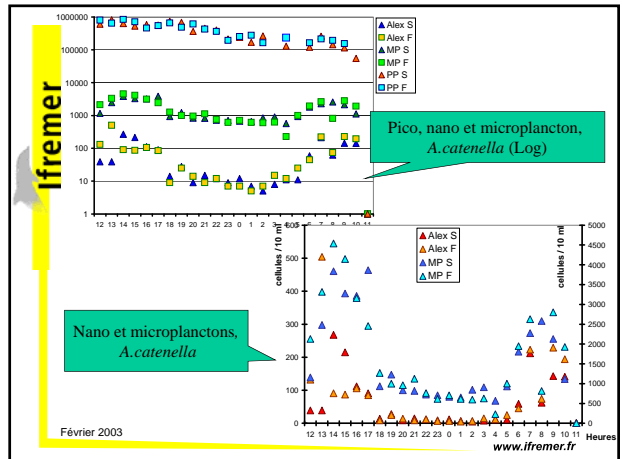 Ifremer
1000000
100000
10000
1000
100
10
1
12 13 14 15 16 17 18 19 20 21 22 23 0 1 2 3 4 5 6 7 8 9 10 11
Alex S
Alex F
MP S
MP F
PP S
PP F
Pico, nano et microplancton,
A.catenella (Log)
Nano et microplanctons,
A.catenella
cellules / 10 ml
600
500
400
300
200
100
0
Alex S
Alex F
MP S
MP F
cellules / 10 ml
5000
4500
4000
3500
3000
2500
2000
1500
1000
500
0
12 13 14 15 16 17 18 19 20 21 22 23 0 1 2 3 4 5 6 7 8 9 10 11 Heures
Février 2003
www.ifremer.fr